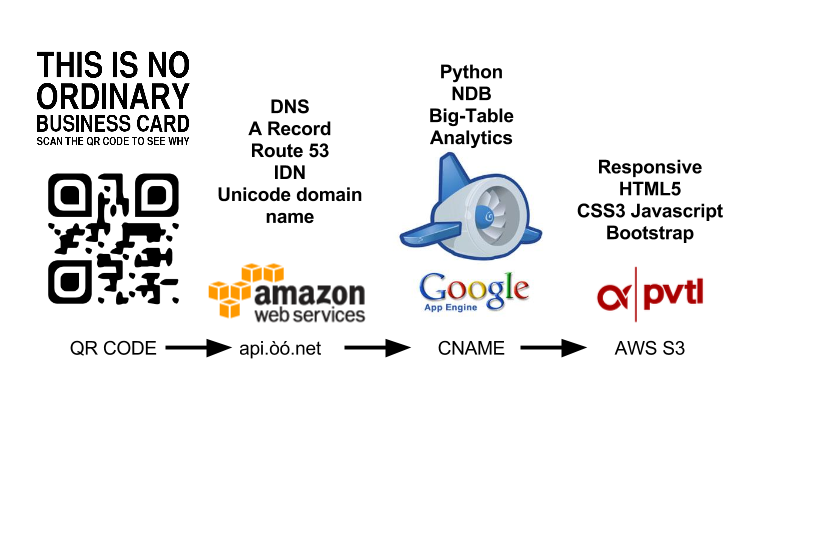 THIS IS NO
ORDINARY
BUSINESS CARD
SCAN THE QR CODE TO SEE WHY
DNS
A Record
Route 53
IDN
Unicode domain
name
amazon
web services
Python
NDB
Big-Table
Analytics
Google
App Engine
Responsive
HTML5
CSS3 Javascript
Bootstrap
pvtl
QR CODE
api.òó.net
CNAME
AWS S3